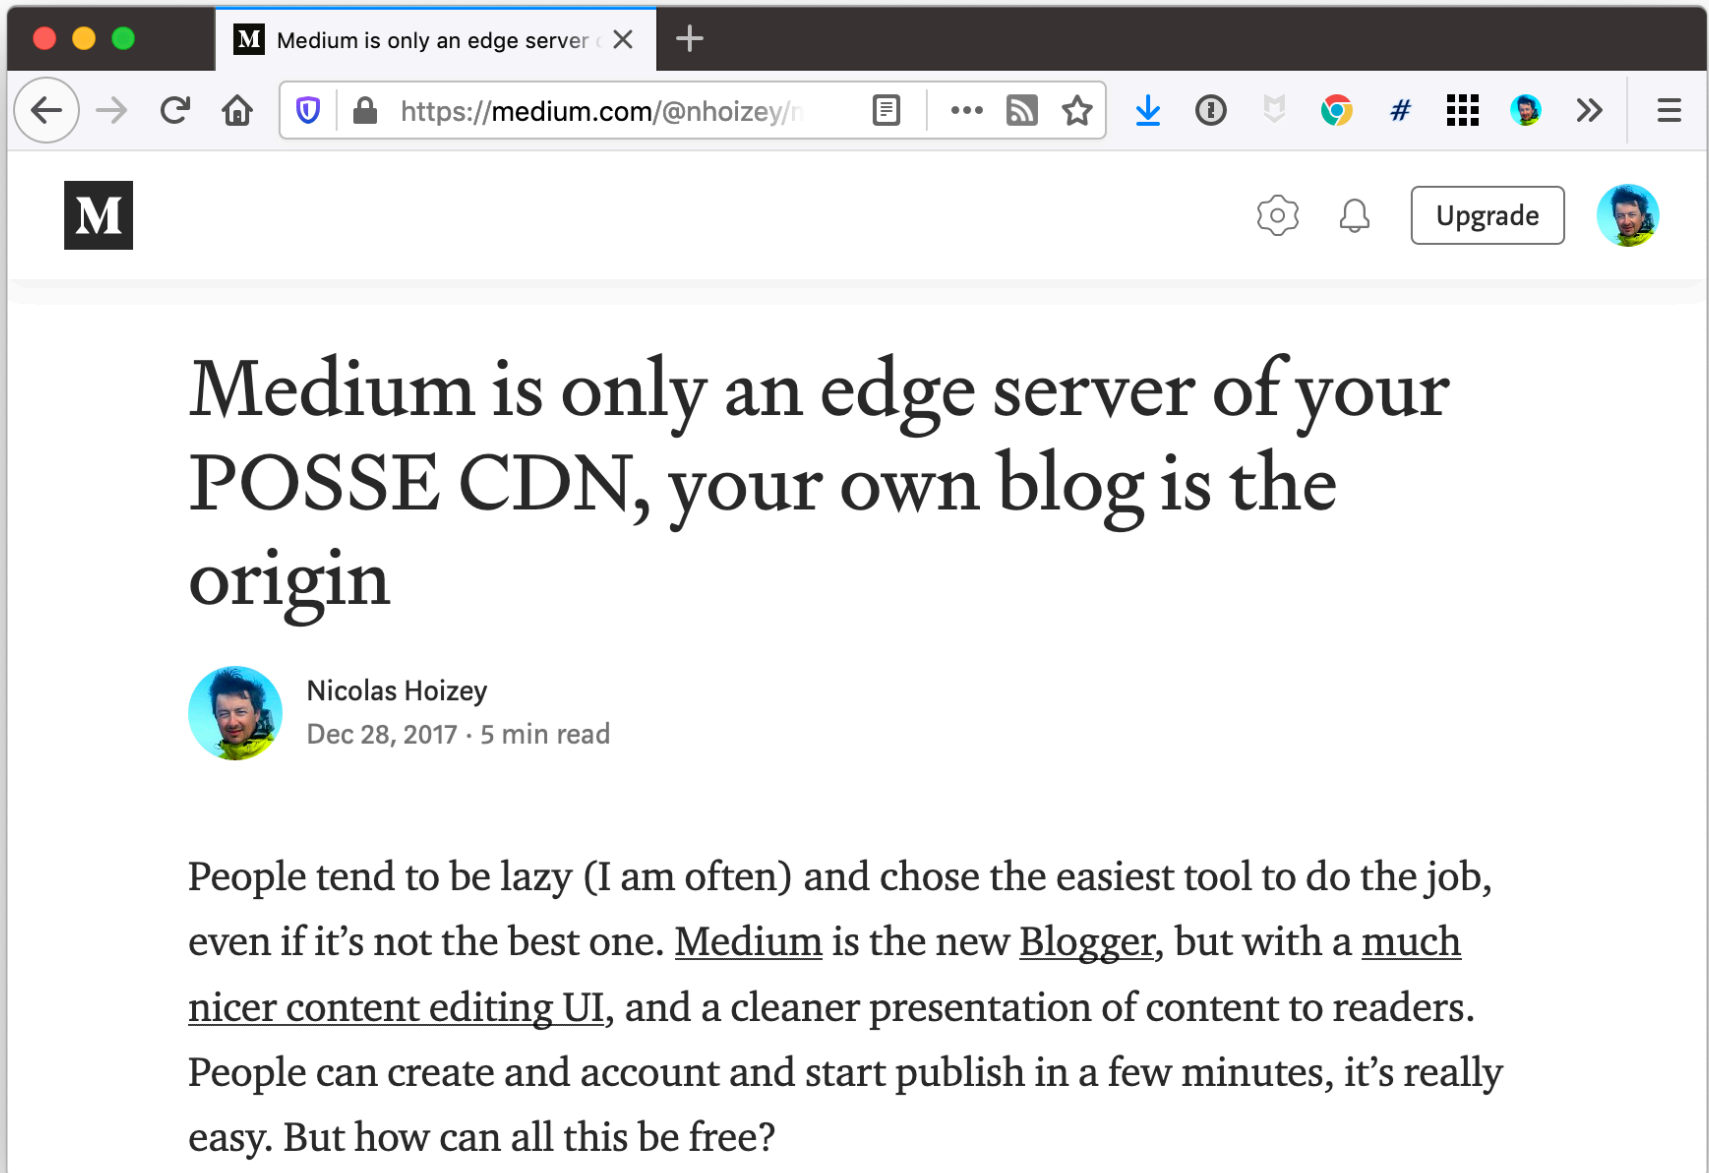 M Medium is only an edge server
https://medium.com/@nhoizey/
M
Upgrade
Medium is only an edge server of your
POSSE CDN, your own blog is the
origin
Nicolas Hoizey
Dec 28, 2017 · 5 min read
People tend to be lazy (I am often) and chose the easiest tool to do the job,
even if it’s not the best one. Medium is the new Blogger, but with a much
nicer content editing UI, and a cleaner presentation of content to readers.
People can create and account and start publish in a few minutes, it’s really
easy. But how can all this be free?